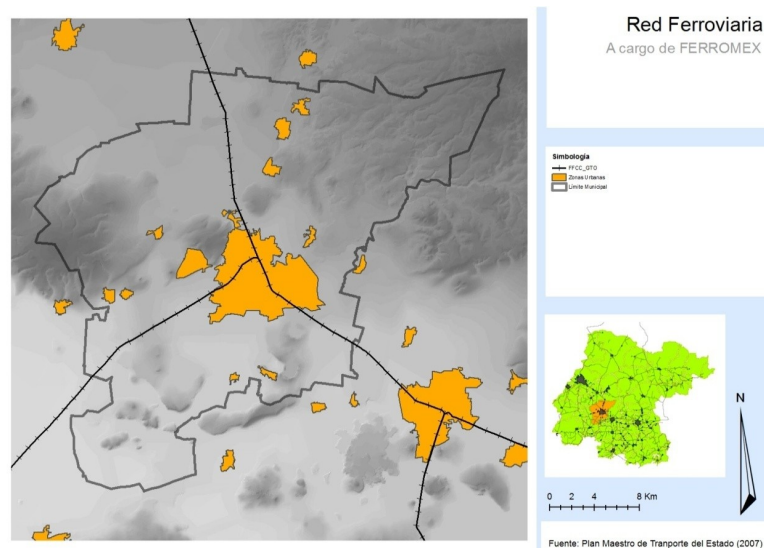 Red Ferroviaria
A cargo de FERROMEX
Simbología
FFCC_GTO
Zonas Urbanas
Límite Municipal
N
0 2 4 8 Km
Fuente: Plan Maestro de Tranporte del Estado (2007)